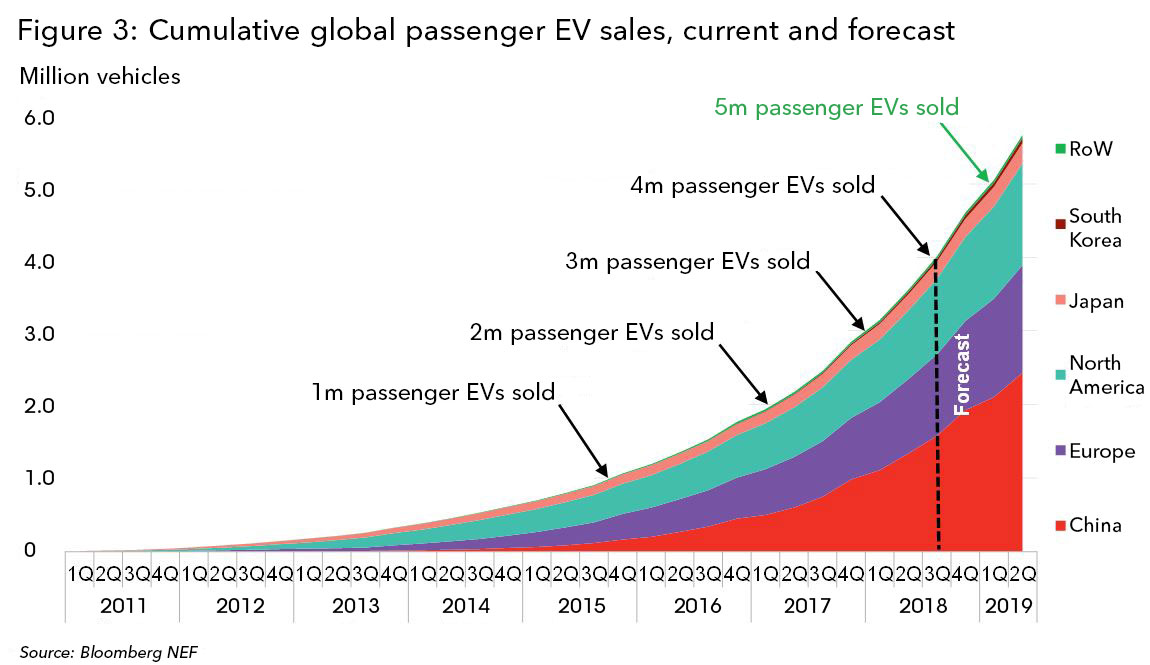 Figure 3: Cumulative global passenger EV sales, current and forecast
Million vehicles
6.0
5.0
4.0
3.0
2.0
1.0
0
5m passenger EVs sold
4m passenger EVs sold
3m passenger EVs sold
2m passenger EVs sold
1m passenger EVs sold
Forecast
RoW
South
Korea
Japan
North
America
Europe
China
1Q2Q3Q4Q1Q2Q3Q4Q1Q2Q3Q4Q1Q2Q3Q4Q1Q2Q3Q4Q1Q2Q3Q4Q1Q2Q3Q4Q1Q2Q3Q4Q1Q2Q
2011 2012 2013 2014 2015 2016 2017 2018 2019
Source: Bloomberg NEF